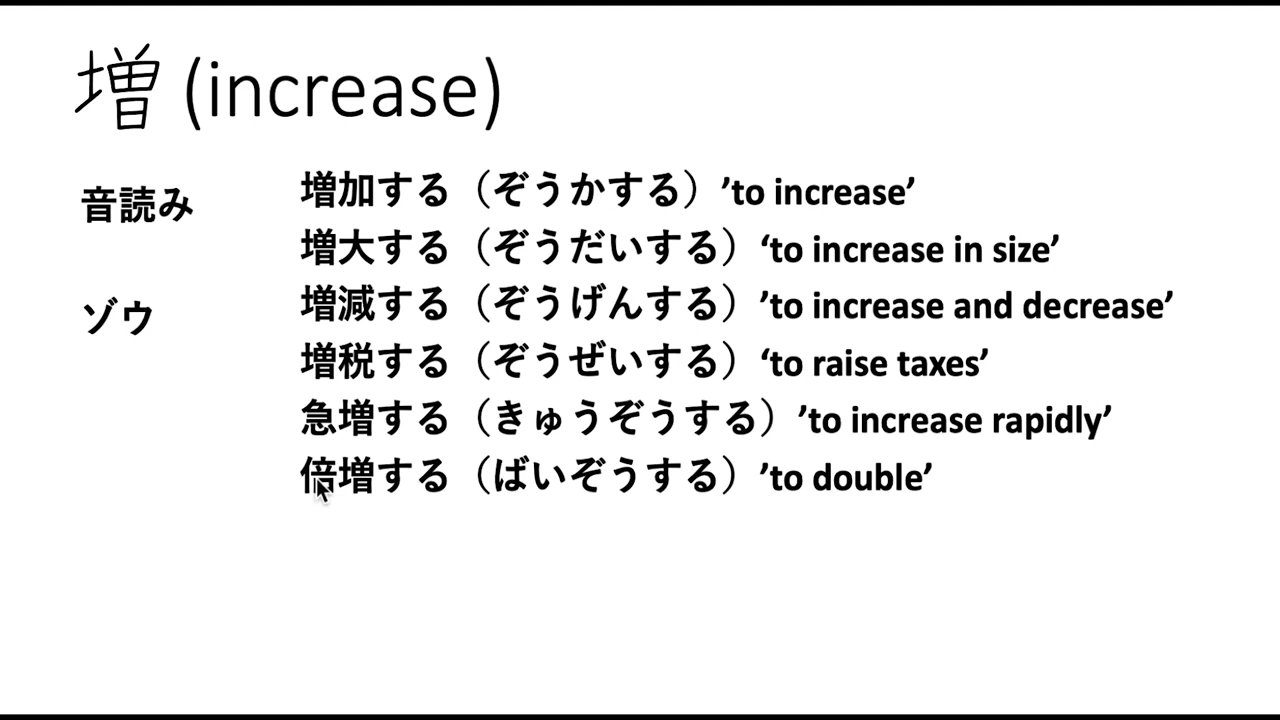 増 (increase)
音読み
ゾウ
増加する（ぞうかする）’to increase’
増大する（ぞうだいする）‘to increase in size’
増減する（ぞうげんする）’to increase and decrease’
増税する（ぞうぜいする）‘to raise taxes’
急増する（きゅうぞうする）’to increase rapidly’
倍増する（ばいぞうする）’to double’